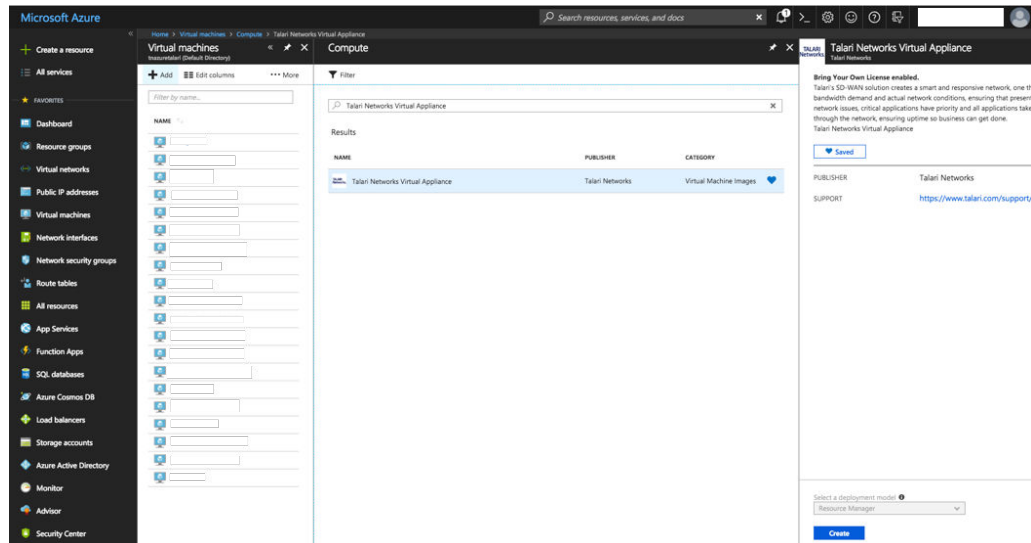 Microsoft Azure
Search resources, services, and docs
1
Home > Virtual machines > Compute > Talari Networks Virtual Appliance
Create a resource
All services
FAVORITES
Dashboard
Resource groups
Virtual networks
Public IP addresses
Virtual machines
Network interfaces
Network security groups
Route tables
All resources
App Services
Function Apps
SQL databases
Azure Cosmos DB
Load balancers
Storage accounts
Azure Active Directory
Monitor
Advisor
Security Center
Virtual machines
(Default Directory)
Add Edit columns ••• More
Filter by name...
NAME
Compute
Filter
Talari Networks Virtual Appliance
Results
NAME PUBLISHER CATEGORY
Talari Networks Virtual Appliance Talari Networks Virtual Machine Images
TALARI
Networks
Talari Networks Virtual Appliance
Talari Networks
Bring Your Own License enabled.
Talari's SD-WAN solution creates a smart and responsive network, one th
bandwidth demand and actual network conditions, ensuring that present
network issues, critical applications have priority and all applications take
through the network, ensuring uptime so business can get done.
Talari Networks Virtual Appliance
Saved
PUBLISHER Talari Networks
SUPPORT https://www.talari.com/support/
Select a deployment model
Resource Manager
Create